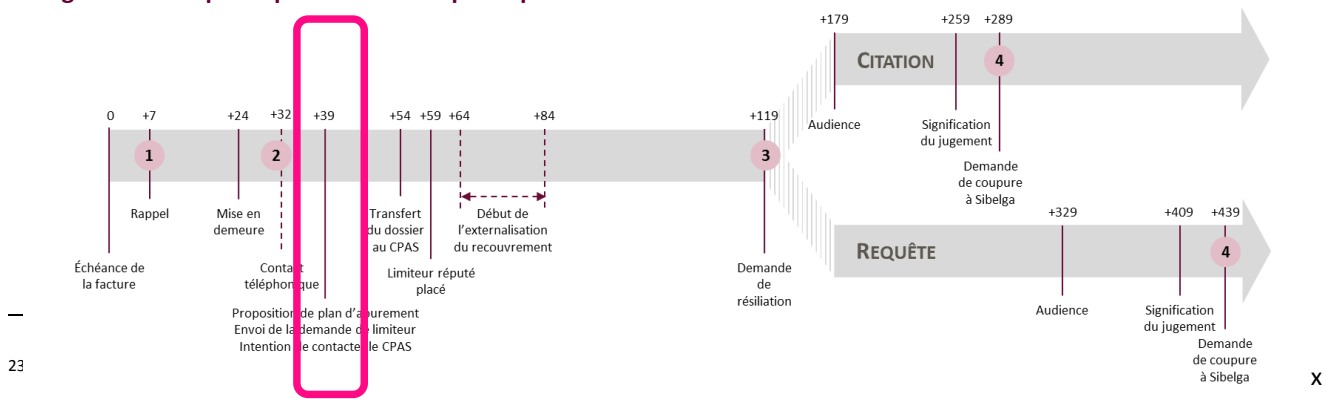 0
+7
+24
+32
+39
+54
+59
+64
+84
+119
+179
+259
+289
CITATION
4
Audience
Signification
du jugement
Demande
de coupure
à Sibelga
1
2
3
Rappel
Mise en
demeure
Transfert
du dossier
au CPAS
Début de
l'externalisation
du recouvrement
Échéance de
la facture
Contact
téléphonique
Limiteur réputé
placé
Demande
de
résiliation
Proposition de plan d'apurement
Envoi de la demande de limiteur
Intention de contacter le CPAS
+329
+409
+439
REQUÊTE
4
Audience
Signification
du jugement
Demande
de coupure
à Sibelga
23
X